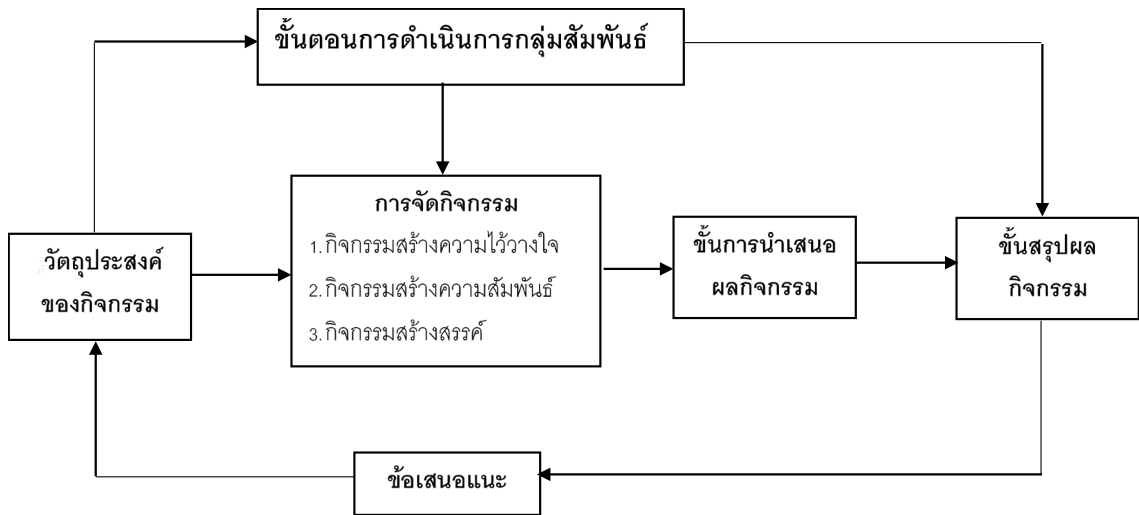 ขั้นตอนการดำเนินการกลุ่มสัมพันธ์
การจัดกิจกรรม
1.กิจกรรมสร้างความไว้วางใจ
2.กิจกรรมสร้างความสัมพันธ์
3.กิจกรรมสร้างสรรค์
วัตถุประสงค์
ของกิจกรรม
ขั้นการนำเสนอ
ผลกิจกรรม
ขั้นสรุปผล
กิจกรรม
ข้อเสนอแนะ